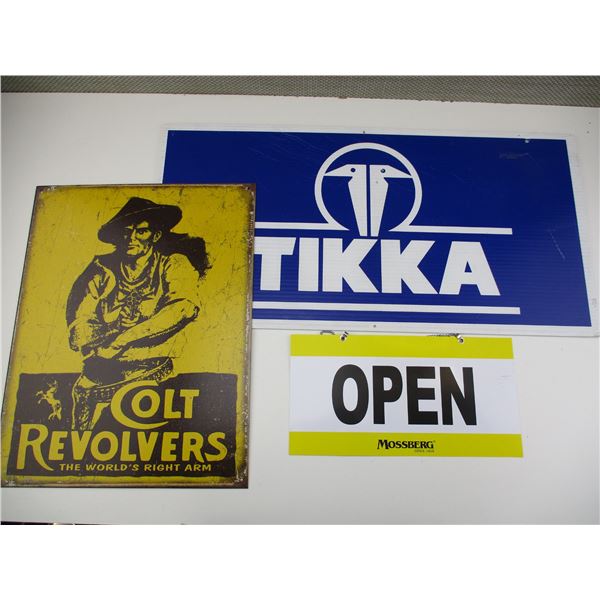 TIKKA
COLT
REVOLVERS
THE WORLD'S RIGHT ARM
OPEN
MOSSBERG